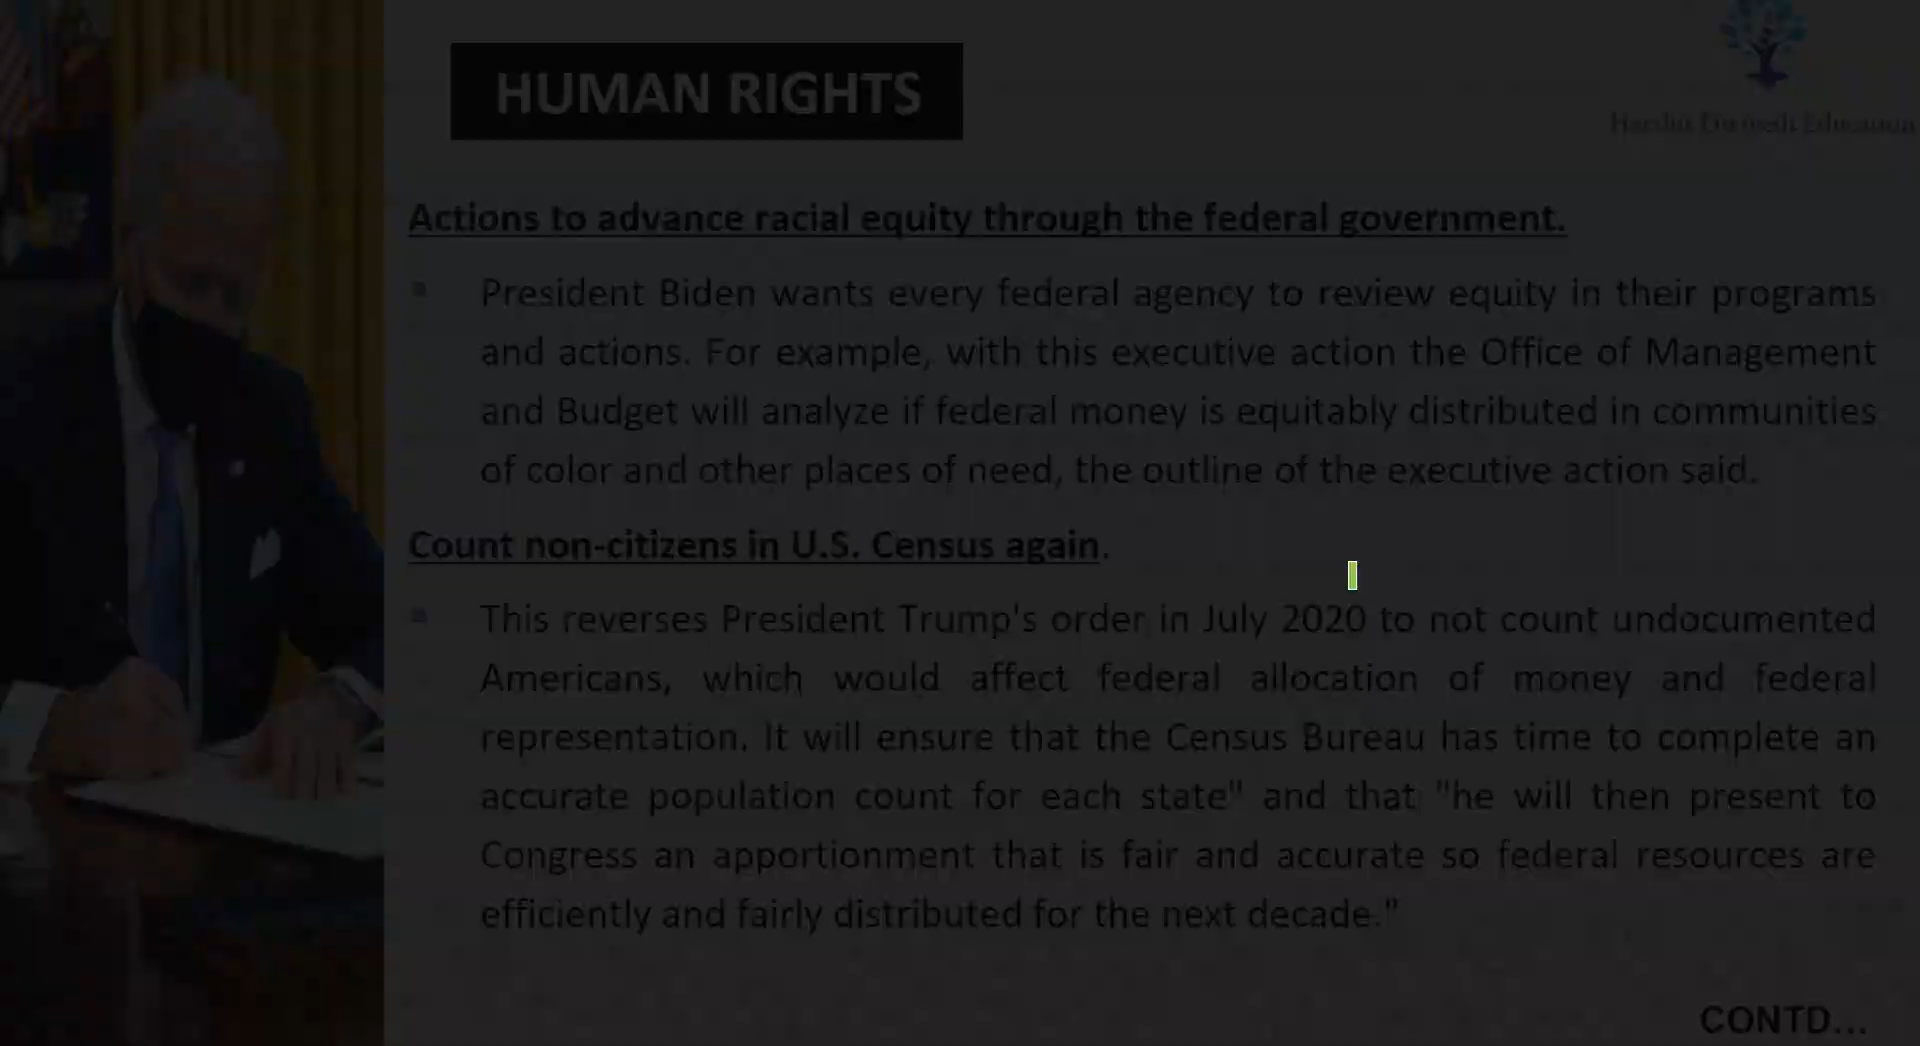 HUMAN RIGHTS
Harshit Dwivedi Education
Actions to advance racial equity through the federal government.
President Biden wants every federal agency to review equity in their programs
and actions. For example, with this executive action the Office of Management
and Budget will analyze if federal money is equitably distributed in communities
of color and other places of need, the outline of the executive action said.
Count non-citizens in U.S. Census again.
This reverses President Trump's order in July 2020 to not count undocumented
Americans, which would affect federal allocation of money and federal
representation. It will ensure that the Census Bureau has time to complete an
accurate population count for each state" and that "he will then present to
Congress an apportionment that is fair and accurate so federal resources are
efficiently and fairly distributed for the next decade."
CONTD...